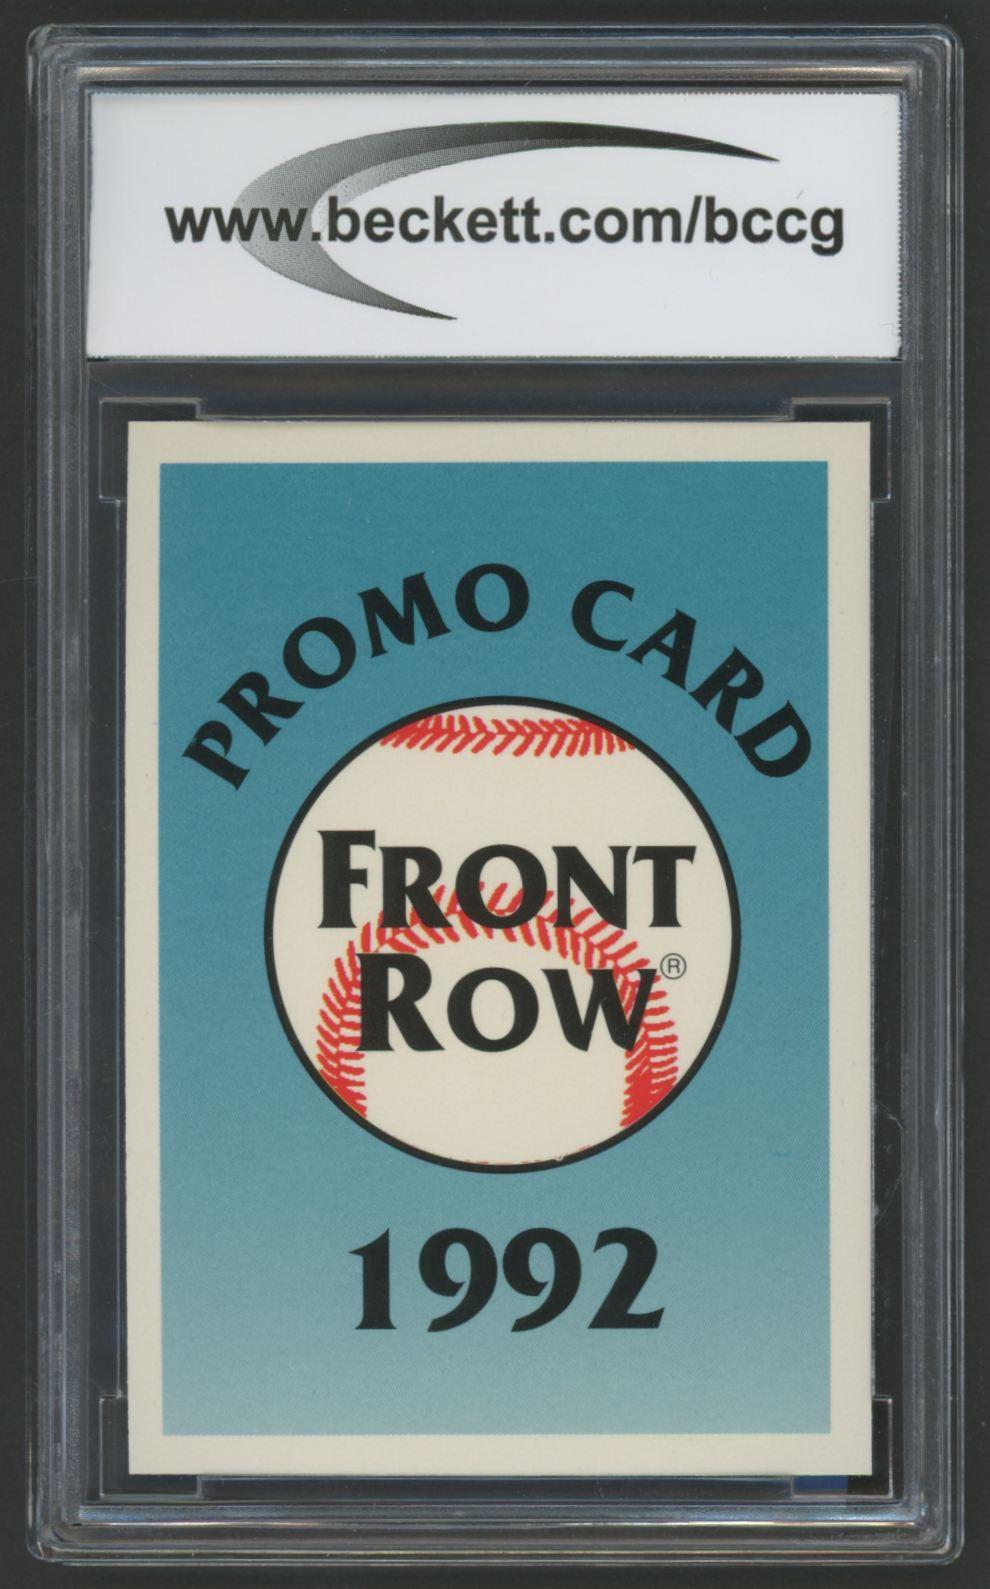 www.beckett.com/bccg
PROMO CARD
FRONT
ROW®
1992